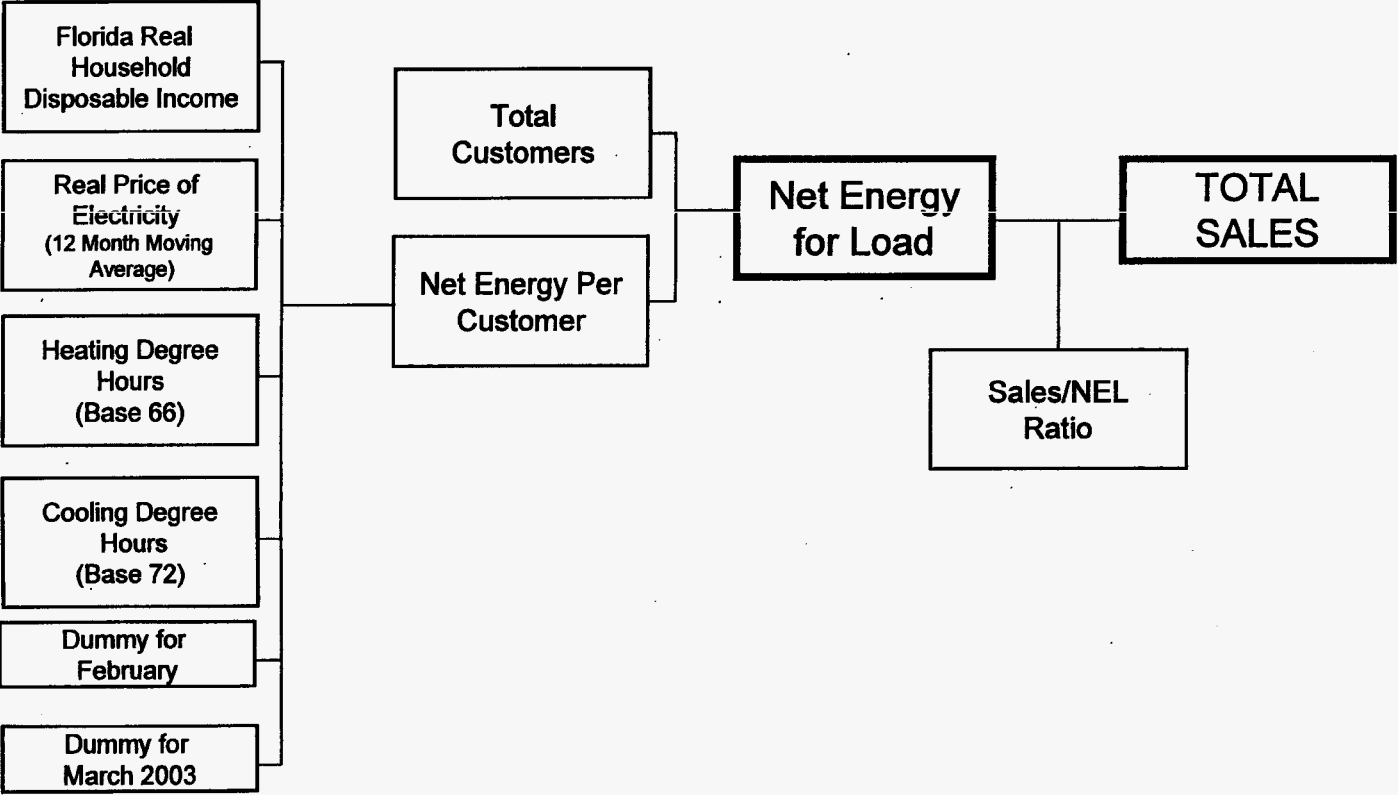 Florida Real
Household
Disposable Income
Real Price of
Electricity
(12 Month Moving
Average)
Heating Degree
Hours
(Base 66)
Cooling Degree
Hours
(Base 72)
Dummy for
February
Dummy for
March 2003
Total
Customers
Net Energy Per
Customer
Net Energy
for Load
Sales/NEL
Ratio
TOTAL
SALES